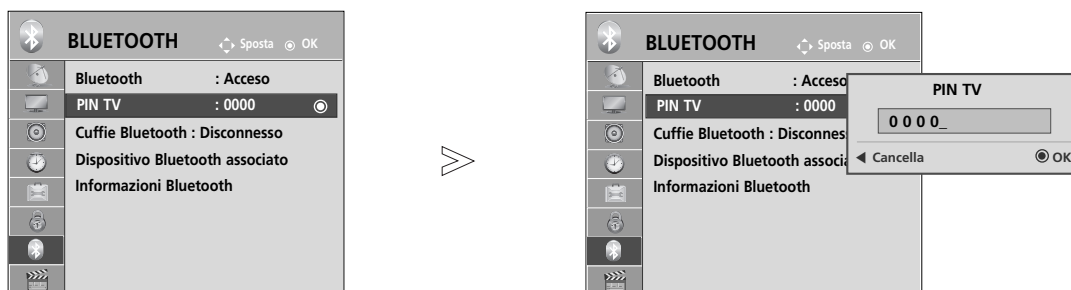 BLUETOOTH Sposta OK
Bluetooth : Acceso
PIN TV : 0000
Cuffie Bluetooth : Disconnesso
Dispositivo Bluetooth associato
Informazioni Bluetooth
BLUETOOTH Sposta OK
Bluetooth : Acceso
PIN TV : 0000
Cuffie Bluetooth : Disconnes
Dispositivo Bluetooth associa
Informazioni Bluetooth
PIN TV
0 0 0 0_
Cancella OK